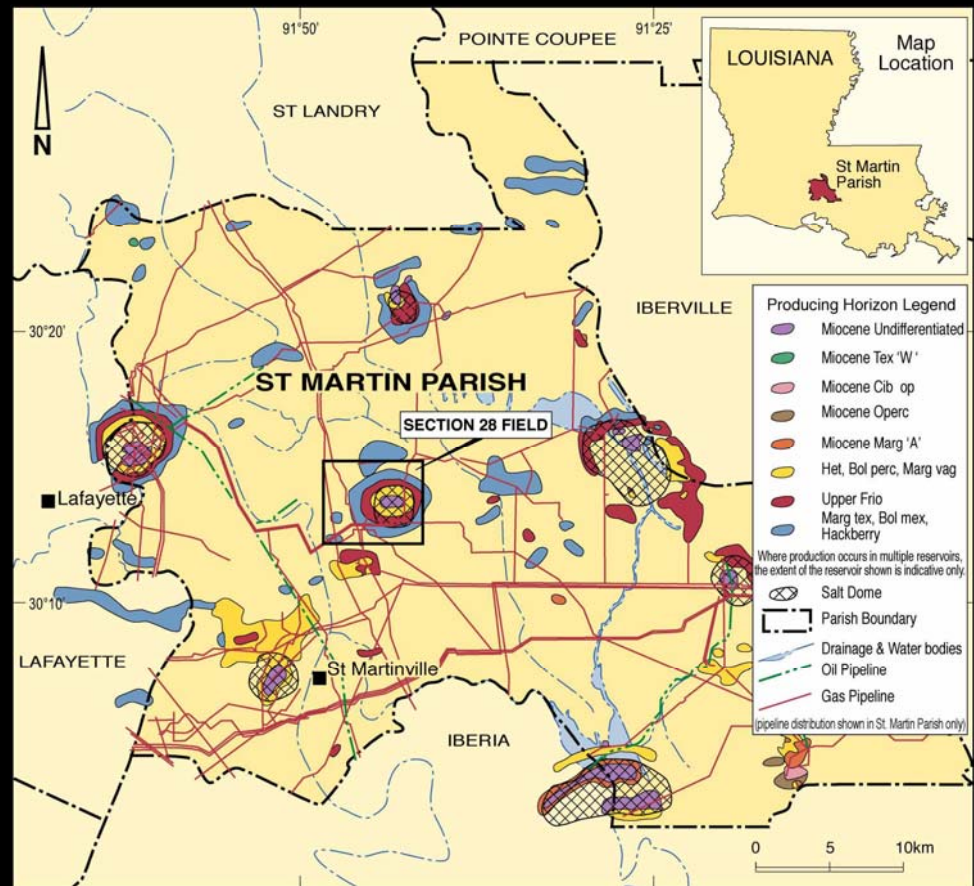 91°50'
91°25'
POINTE COUPEE
LOUISIANA
Map
Location
ST LANDRY
N
St Martin
Parish
IBERVILLE
30°20'
ST MARTIN PARISH
SECTION 28 FIELD
Lafayette
30°10'
LAFAYETTE
St Martinville
IBERIA
Producing Horizon Legend
Miocene Undifferentiated
Miocene Tex 'W'
Miocene Cib op
Miocene Operc
Miocene Marg 'A'
Het, Bol perc, Marg vag
Upper Frio
Marg tex, Bol mex,
Hackberry
Where production occurs in multiple reservoirs,
the extent of the reservoir shown is indicative only.
Salt Dome
Parish Boundary
Drainage & Water bodies
Oil Pipeline
Gas Pipeline
(pipeline distribution shown in St. Martin Parish only)
0 5 10km